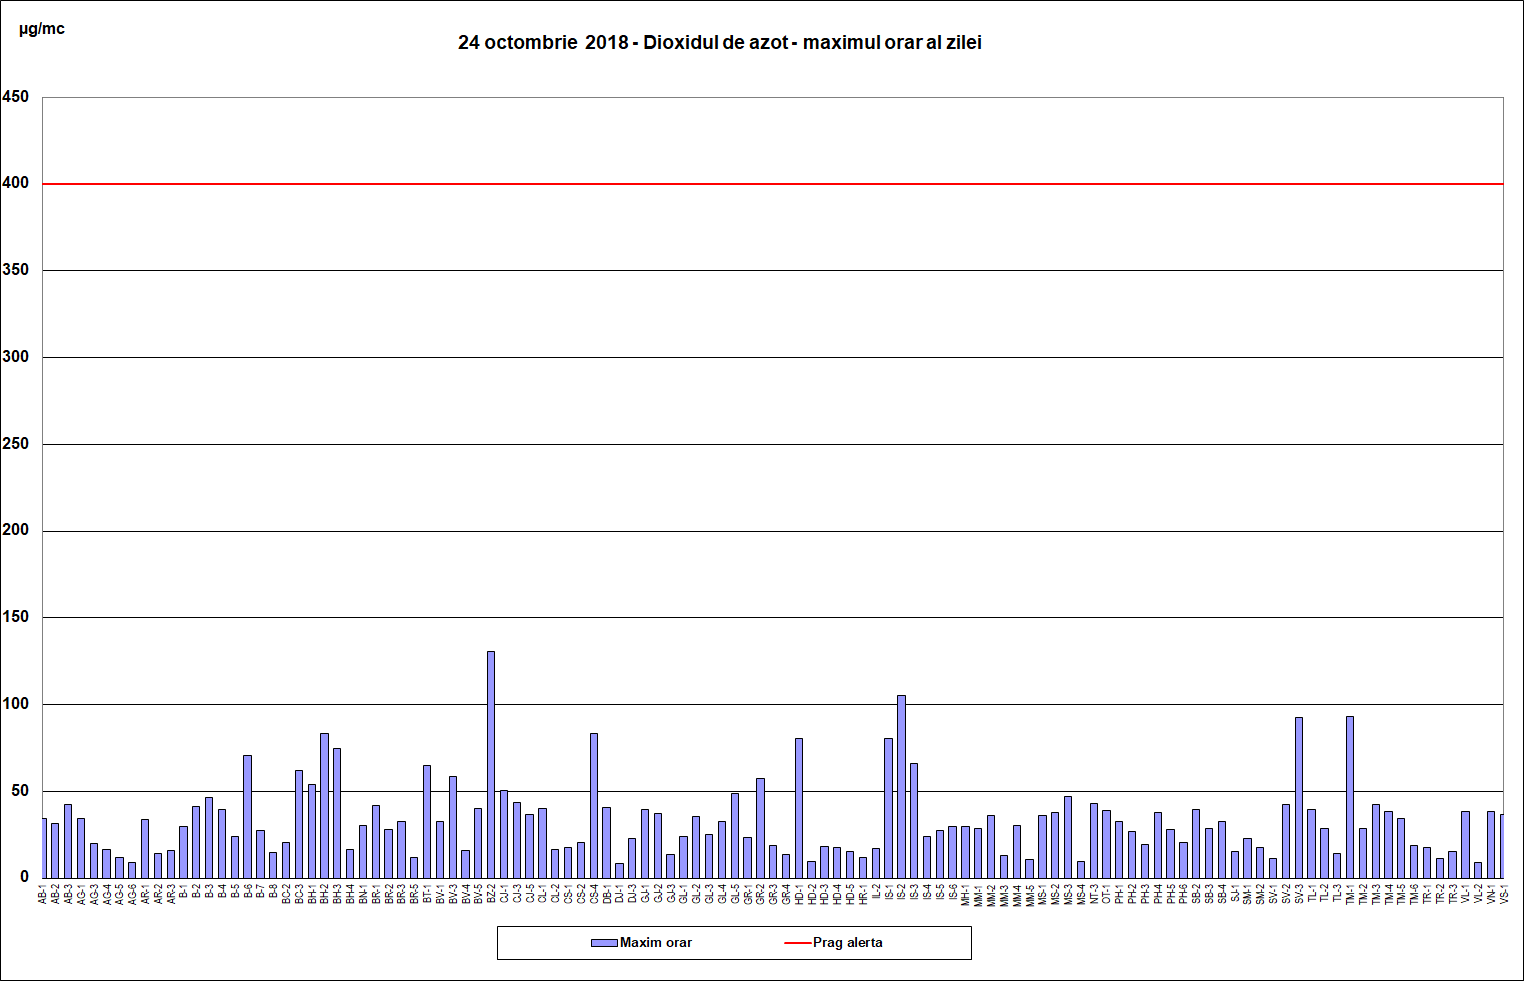 µg/mc
24 octombrie 2018 - Dioxidul de azot - maximul orar al zilei
450
400
350
300
250
200
150
100
50
0
AB-1 AB-2 AB-3 AG-1 AG-3 AG-4 AG-5 AG-6 AR-1 AR-2 AR-3 B-1 B-2 B-3 B-4 B-5 B-6 B-7 B-8 BC-2 BC-3 BH-1 BH-2 BH-3 BH-4 BN-1 BR-1 BR-2 BR-3 BR-5 BT-1 BV-1 BV-3 BV-4 BV-5 BZ-2 CJ-1 CJ-3 CJ-5 CL-1 CL-2 CS-1 CS-2 CS-4 DB-1 DJ-1 DJ-3 GJ-1 GJ-2 GJ-3 GL-1 GL-2 GL-3 GL-4 GL-5 GR-1 GR-2 GR-3 GR-4 HD-1 HD-2 HD-3 HD-4 HD-5 HR-1 IL-2 IS-1 IS-2 IS-3 IS-4 IS-5 IS-6 MH-1 MM-1 MM-2 MM-3 MM-4 MM-5 MS-1 MS-2 MS-3 MS-4 NT-3 OT-1 PH-1 PH-2 PH-3 PH-4 PH-5 PH-6 SB-2 SB-3 SB-4 SJ-1 SM-1 SM-2 SV-1 SV-2 SV-3 TL-1 TL-2 TL-3 TM-1 TM-2 TM-3 TM-4 TM-5 TM-6 TR-1 TR-2 TR-3 VL-1 VL-2 VN-1 VS-1
Maxim orar Prag alerta